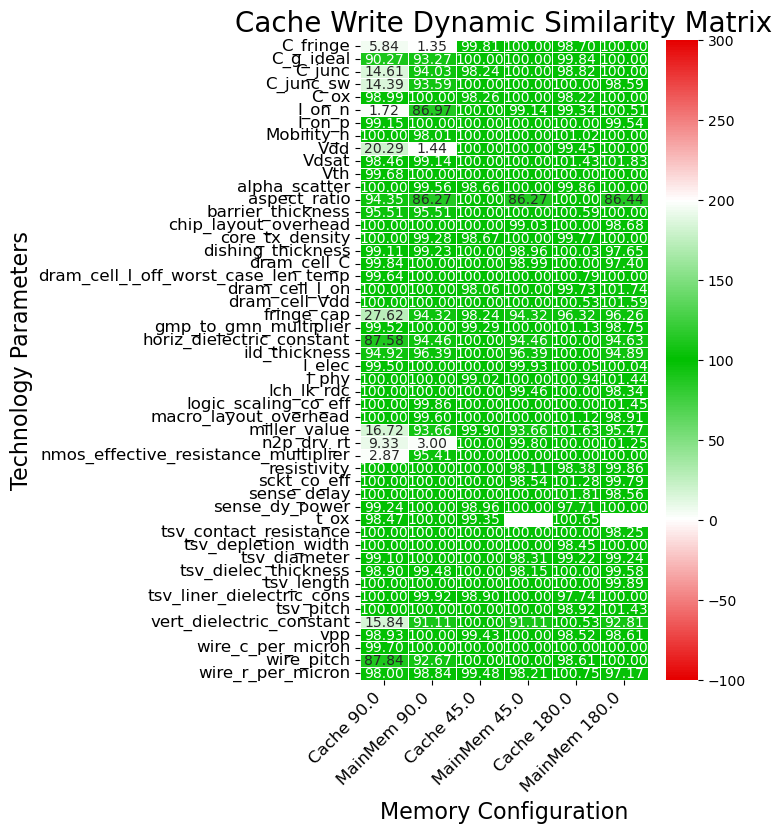 Cache Write Dynamic Similarity Matrix
C_fringe 5.84 1.35 99.81 100.00 98.70 100.00
C_g_ideal 90.27 93.27 100.00 100.00 99.84 100.00
C_junc 14.61 94.03 98.24 100.00 98.82 100.00
C_junc_sw 14.39 93.59 100.00 100.00 100.00 98.59
C_ox 98.99 100.00 98.26 100.00 98.22 100.00
I_on_n 1.72 86.97 100.00 99.14 99.34 100.51
I_on_p 99.15 100.00 100.00 100.00 100.00 99.54
Mobility_n 100.00 98.01 100.00 100.00 101.02 100.00
Vdd 20.29 1.44 100.00 100.00 99.45 100.00
Vdsat 98.46 99.14 100.00 100.00 101.43 101.83
Vth 99.68 100.00 100.00 100.00 100.00 100.00
alpha_scatter 100.00 99.56 98.66 100.00 99.86 100.00
aspect_ratio 94.35 86.27 100.00 86.27 100.00 86.44
barrier_thickness 95.51 95.51 100.00 100.00 100.59 100.00
chip_layout_overhead 100.00 100.00 100.00 99.03 100.00 98.68
core_tx_density 100.00 99.28 98.67 100.00 99.77 100.00
dishing_thickness 99.11 99.23 100.00 98.96 100.03 97.65
dram_cell_C 99.84 100.00 100.00 98.99 100.00 97.40
dram_cell_I_off_worst_case_len_temp 99.64 100.00 100.00 100.00 100.79 100.00
dram_cell_I_on 100.00 100.00 98.06 100.00 99.73 101.74
dram_cell_Vdd 100.00 100.00 100.00 100.00 100.53 101.59
fringe_cap 27.62 94.32 98.24 94.32 96.32 96.26
gmp_to_gmn_multiplier 99.52 100.00 99.29 100.00 101.13 98.75
horiz_dielectric_constant 87.58 94.46 100.00 94.46 100.00 94.63
ild_thickness 94.92 96.39 100.00 96.39 100.00 94.89
l_elec 99.50 100.00 100.00 99.93 100.05 100.04
l_phy 100.00 100.00 99.02 100.00 100.94 101.44
lch_lk_rdc 100.00 100.00 100.00 99.46 100.00 98.34
logic_scaling_co_eff 100.00 99.86 100.00 100.00 100.00 101.45
macro_layout_overhead 100.00 99.60 100.00 100.00 101.12 98.91
miller_value 16.72 93.66 99.90 93.66 101.63 95.47
n2p_drv_rt 9.33 3.00 100.00 99.80 100.00 101.25
nmos_effective_resistance_multiplier 2.87 95.41 100.00 100.00 100.00 100.00
resistivity 100.00 100.00 100.00 98.11 98.38 99.86
sckt_co_eff 100.00 100.00 100.00 98.54 101.28 99.79
sense_delay 100.00 100.00 100.00 100.00 101.81 98.56
sense_dy_power 99.24 100.00 98.96 100.00 97.71 100.00
t_ox 98.47 100.00 99.35 100.65
tsv_contact_resistance 100.00 100.00 100.00 100.00 100.00 98.25
tsv_depletion_width 100.00 100.00 100.00 100.00 98.45 100.00
tsv_diameter 99.10 100.00 100.00 98.31 99.22 99.24
tsv_dielec_thickness 98.90 99.48 100.00 98.15 100.00 99.58
tsv_length 100.00 100.00 100.00 100.00 100.00 99.89
tsv_liner_dielectric_cons 100.00 99.92 98.90 100.00 97.74 100.00
tsv_pitch 100.00 100.00 100.00 100.00 98.92 101.43
vert_dielectric_constant 15.84 91.11 100.00 91.11 100.53 92.81
vpp 98.93 100.00 99.43 100.00 98.52 98.61
wire_c_per_micron 99.70 100.00 100.00 100.00 100.00 100.00
wire_pitch 87.84 92.67 100.00 100.00 98.61 100.00
wire_r_per_micron 98.00 98.84 99.48 98.21 100.75 97.17
Cache 90.0
MainMem 90.0
Cache 45.0
MainMem 45.0
Cache 180.0
MainMem 180.0
Memory Configuration
Technology Parameters
300
250
200
150
100
50
0
−50
−100